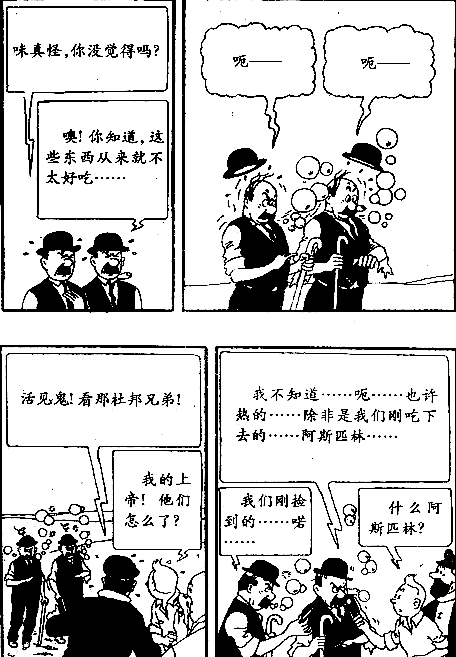 味真怪,你没觉得吗?
噢!你知道,这
些东西从来就不
太好吃……
呃——
呃——
活见鬼!看那杜邦兄弟!
我的上
帝!他们
怎么了?
我不知道……呃……也许
热的……除非是我们刚吃下
去的……阿斯匹林……
我们刚捡
到的……喏
……
什么阿
斯匹林?